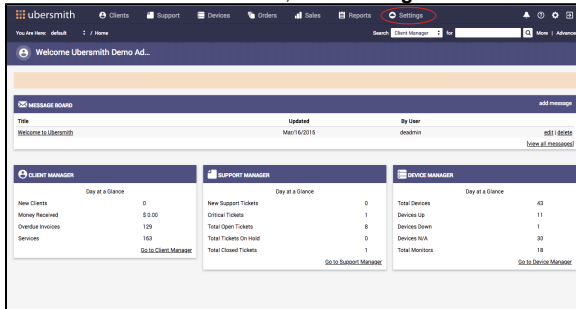 ubersmith Clients Support Devices Orders Sales Reports Settings
You Are Here: default / Home Search Client Manager for More | Advance
Welcome Ubersmith Demo Ad...
MESSAGE BOARD add message
Title Updated By User
Welcome to Ubersmith Mar/16/2015 deadmin edit | delete
[view all messages]
CLIENT MANAGER
Day at a Glance
New Clients 0
Money Received $ 0.00
Overdue Invoices 129
Services 163
Go to Client Manager
SUPPORT MANAGER
Day at a Glance
New Support Tickets 0
Critical Tickets 1
Total Open Tickets 8
Total Tickets On Hold 0
Total Closed Tickets 1
Go to Support Manager
DEVICE MANAGER
Day at a Glance
Total Devices 43
Devices Up 11
Devices Down 1
Devices N/A 30
Total Monitors 18
Go to Device Manager